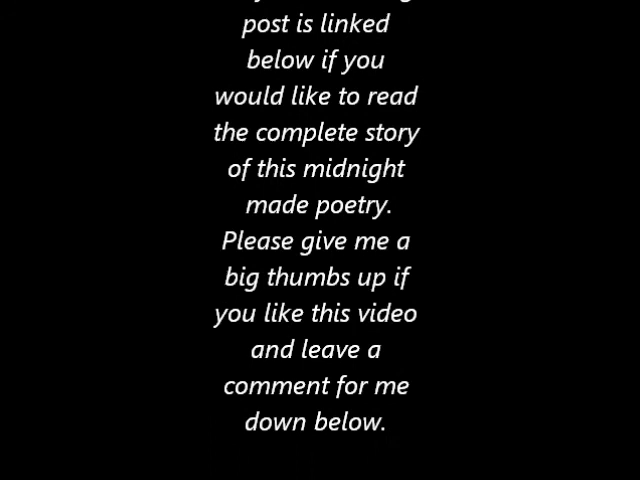 post is linked
below if you
would like to read
the complete story
of this midnight
made poetry.
Please give me a
big thumbs up if
you like this video
and leave a
comment for me
down below.